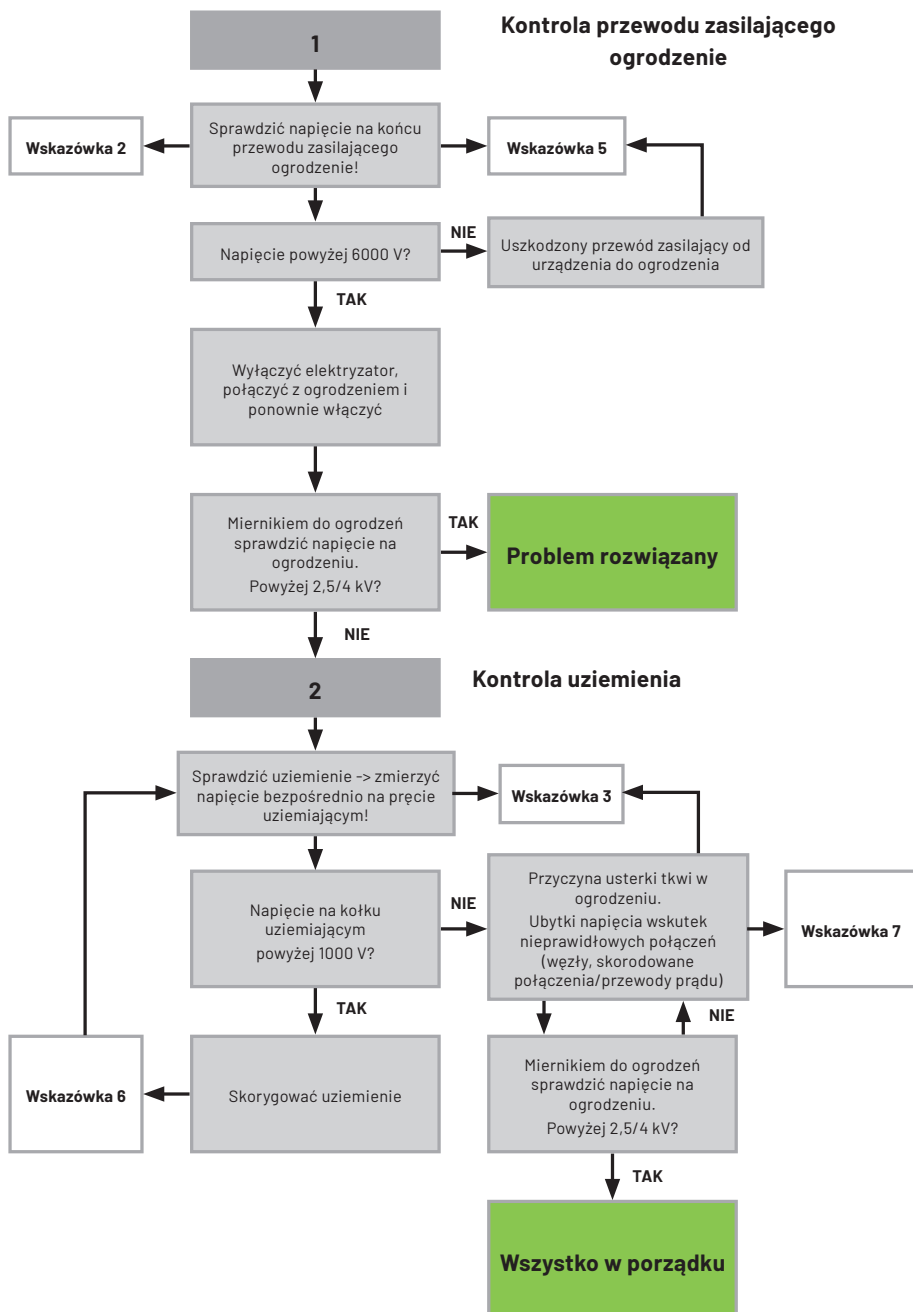 Kontrola przewodu zasilającego
ogrodzenie
1
Sprawdzić napięcie na końcu
przewodu zasilającego
ogrodzenie!
Wskazówka 2
Wskazówka 5
Napięcie powyżej 6000 V?
NIE
Uszkodzony przewód zasilający od
urządzenia do ogrodzenia
TAK
Wyłączyć elektryzator,
połączyć z ogrodzeniem i
ponownie włączyć
Miernikiem do ogrodzeń
sprawdzić napięcie na
ogrodzeniu.
Powyżej 2,5/4 kV?
TAK
Problem rozwiązany
NIE
2
Kontrola uziemienia
Sprawdzić uziemienie -> zmierzyć
napięcie bezpośrednio na pręcie
uziemiającym!
Wskazówka 3
Napięcie na kołku
uziemiającym
powyżej 1000 V?
NIE
Przyczyna usterki tkwi w
ogrodzeniu.
Ubytki napięcia wskutek
nieprawidłowych połączeń
(węzły, skorodowane
połączenia/przewody prądu)
Wskazówka 7
TAK
NIE
Wskazówka 6
Skorygować uziemienie
Miernikiem do ogrodzeń
sprawdzić napięcie na
ogrodzeniu.
Powyżej 2,5/4 kV?
TAK
Wszystko w porządku